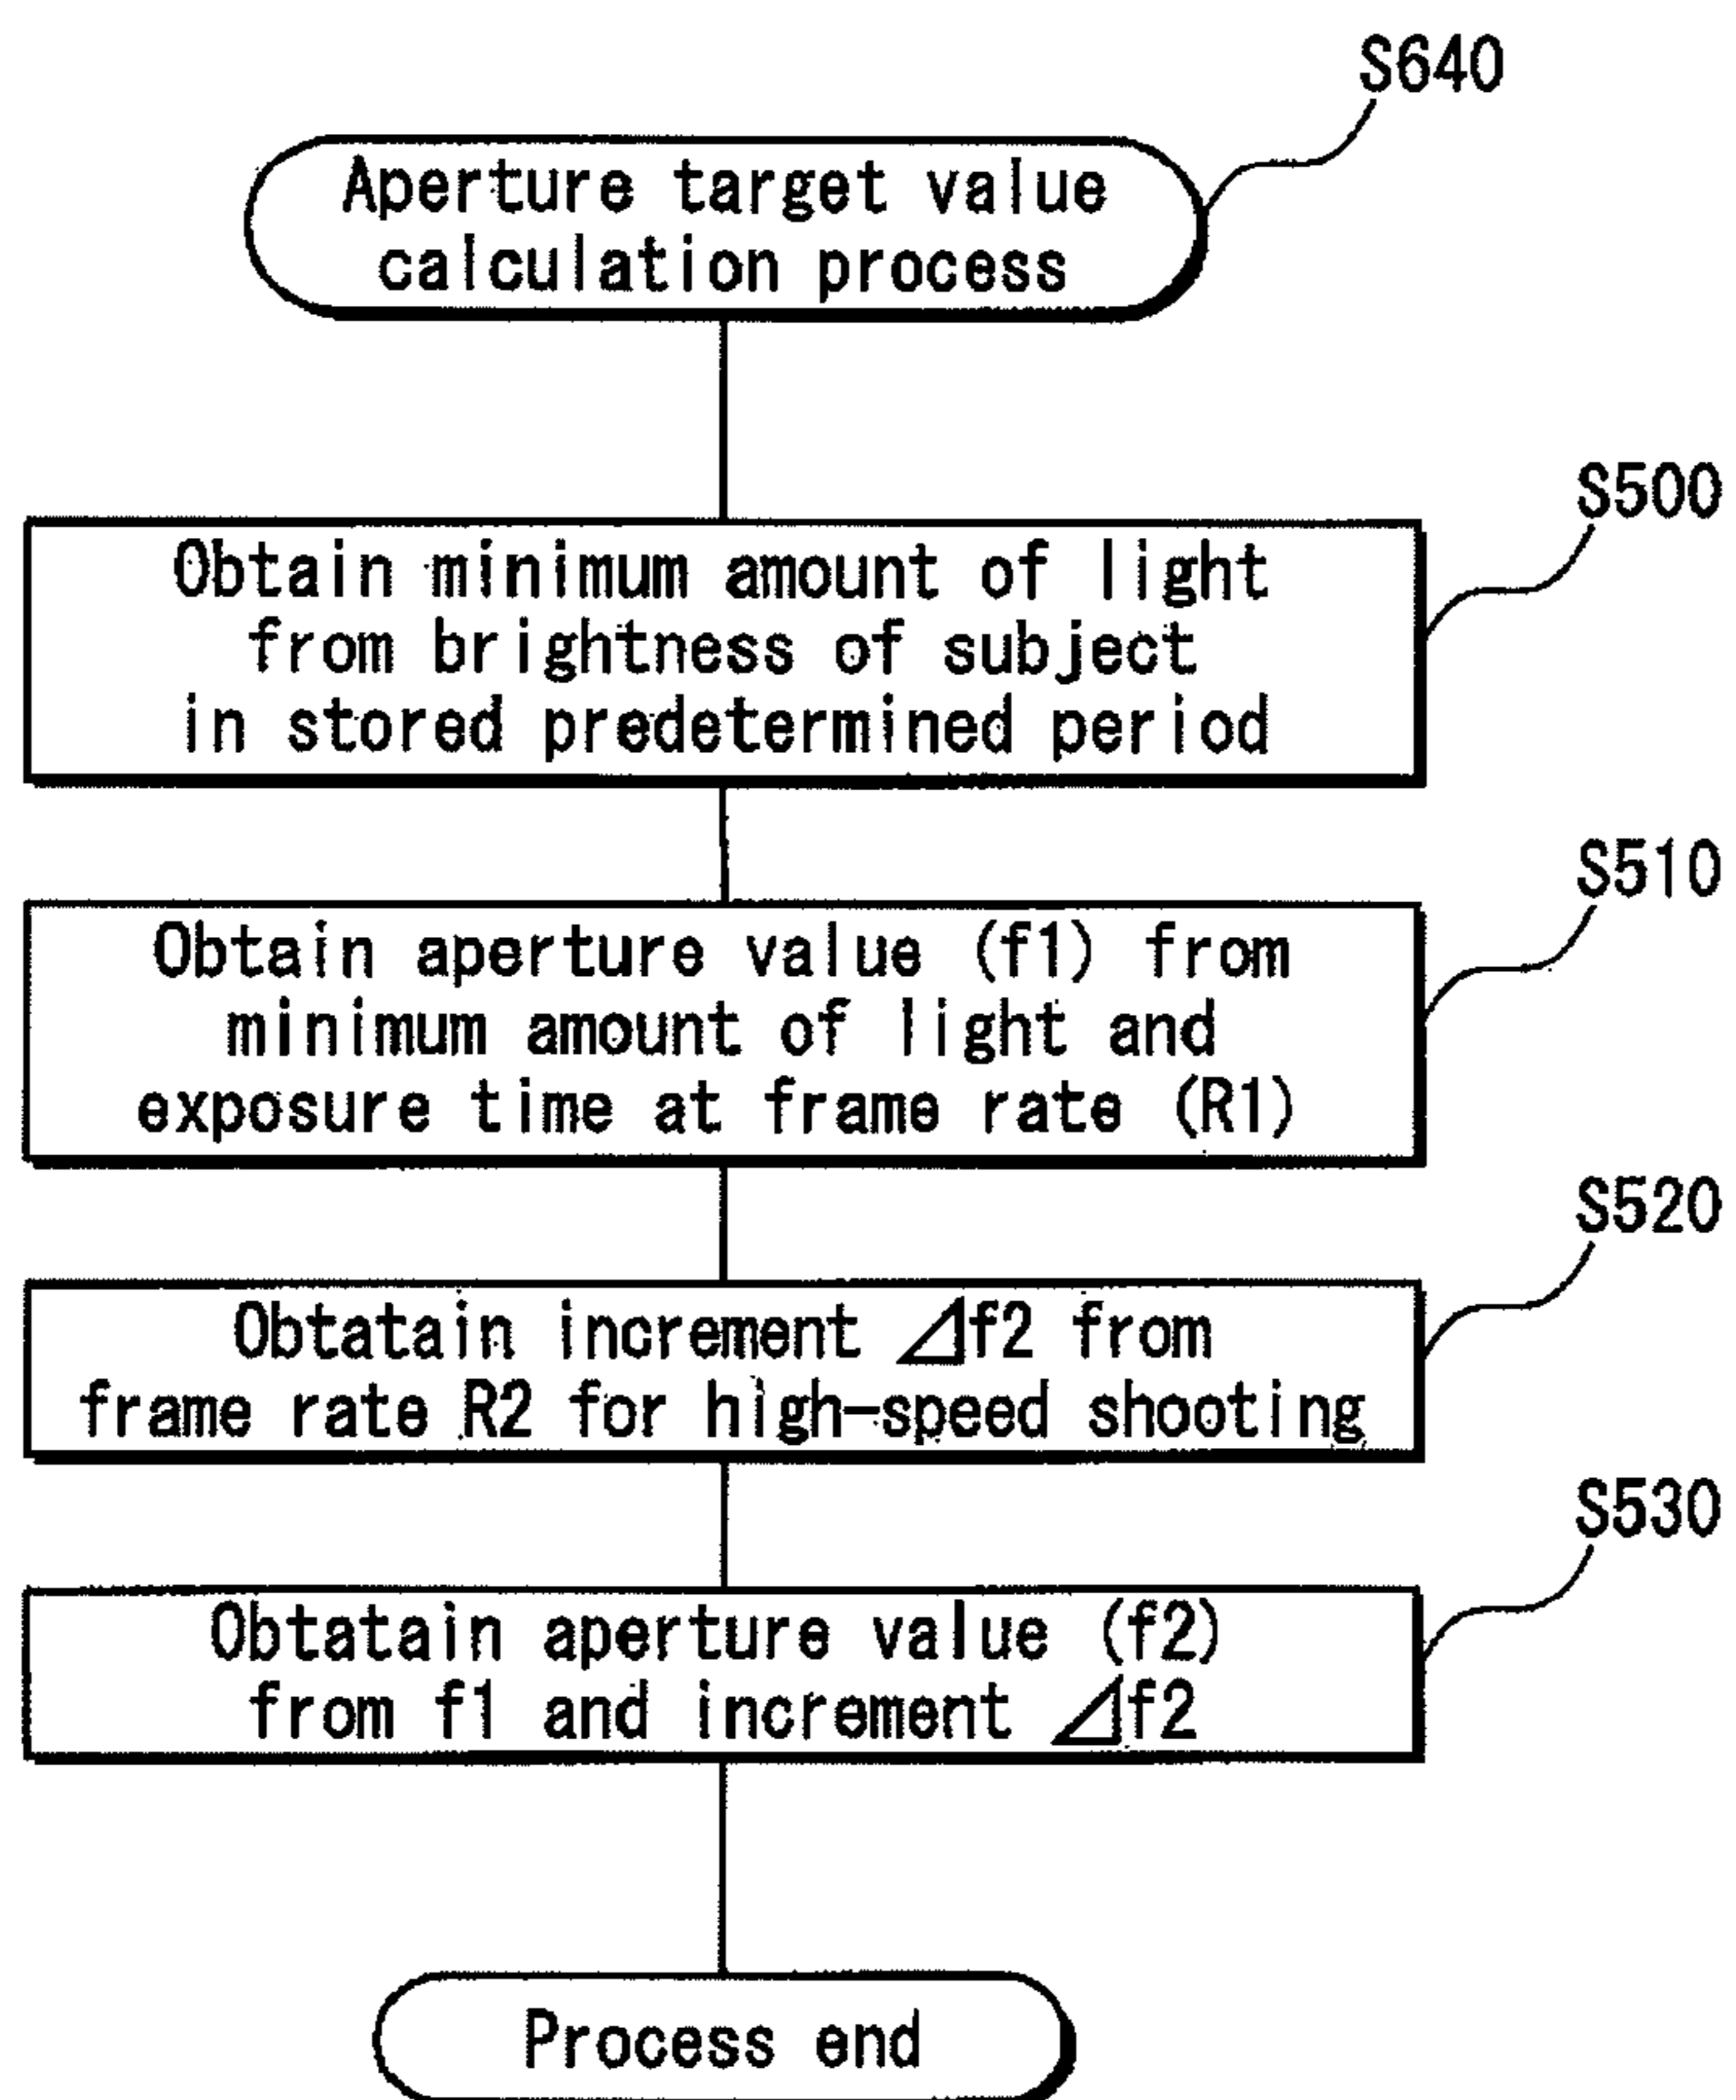 S640
Aperture target value
calculation process
S500
Obtain minimum amount of light
from brightness of subject
in stored predetermined period
S510
Obtain aperture value (f1) from
minimum amount of light and
exposure time at frame rate (R1)
S520
Obtatain increment ⊿f2 from
frame rate R2 for high-speed shooting
S530
Obtatain aperture value (f2)
from f1 and increment ⊿f2
Process end